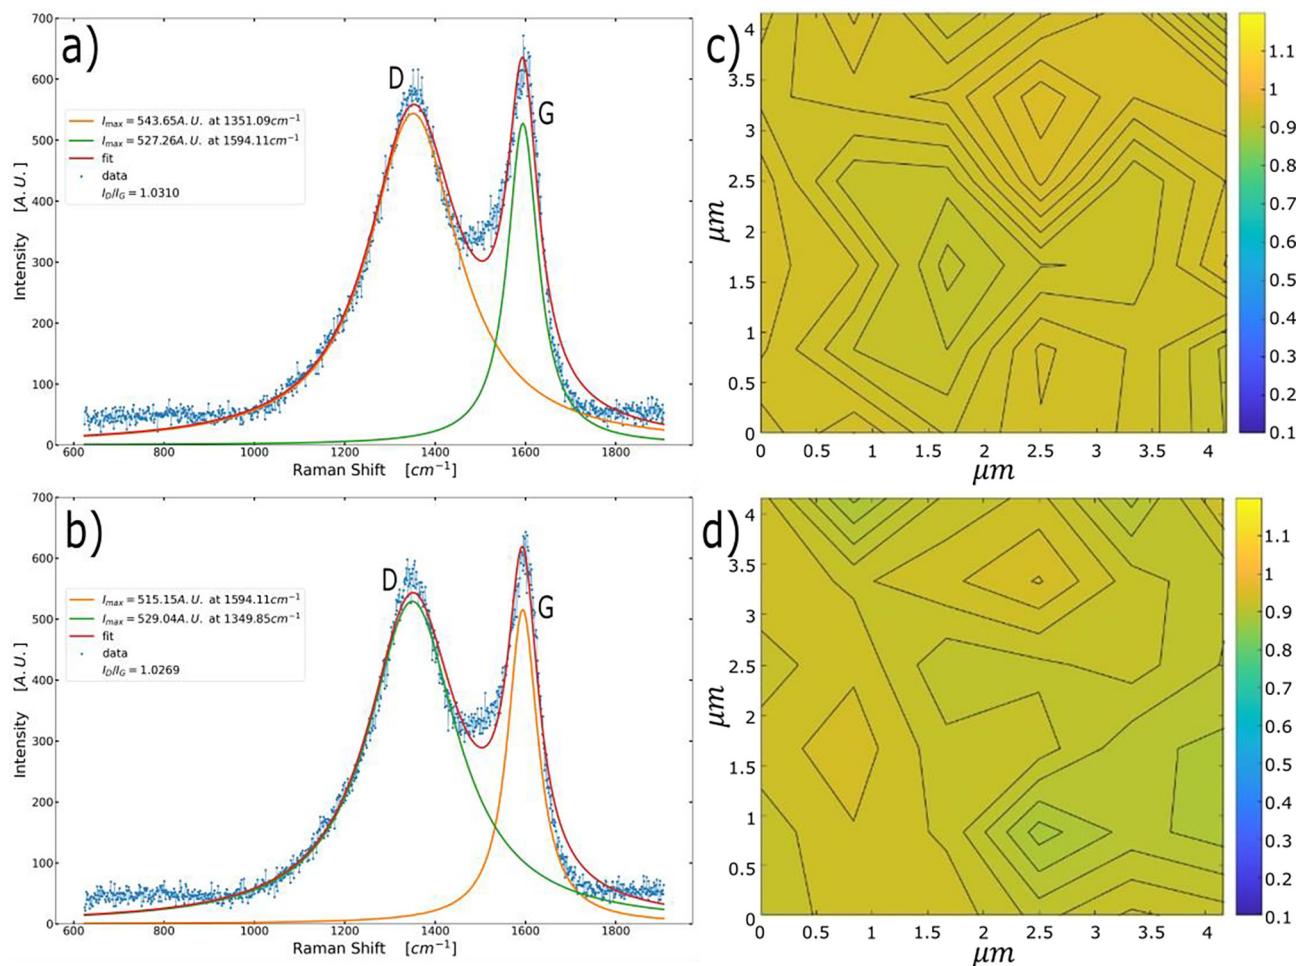 a)
700
600
500
400
300
200
100
0
Intensity [A.U.]
D
G
I_max = 543.65A.U. at 1351.09cm⁻¹
I_max = 527.26A.U. at 1594.11cm⁻¹
fit
data
I_D/I_G = 1.0310
600 800 1000 1200 1400 1600 1800
Raman Shift [cm⁻¹]
c)
4
3.5
3
2.5
2
1.5
1
0.5
0
μm
0 0.5 1 1.5 2 2.5 3 3.5 4
μm
1.1
1
0.9
0.8
0.7
0.6
0.5
0.4
0.3
0.2
0.1
b)
700
600
500
400
300
200
100
0
Intensity [A.U.]
D
G
I_max = 515.15A.U. at 1594.11cm⁻¹
I_max = 529.04A.U. at 1349.85cm⁻¹
fit
data
I_D/I_G = 1.0269
600 800 1000 1200 1400 1600 1800
Raman Shift [cm⁻¹]
d)
4
3.5
3
2.5
2
1.5
1
0.5
0
μm
0 0.5 1 1.5 2 2.5 3 3.5 4
μm
1.1
1
0.9
0.8
0.7
0.6
0.5
0.4
0.3
0.2
0.1